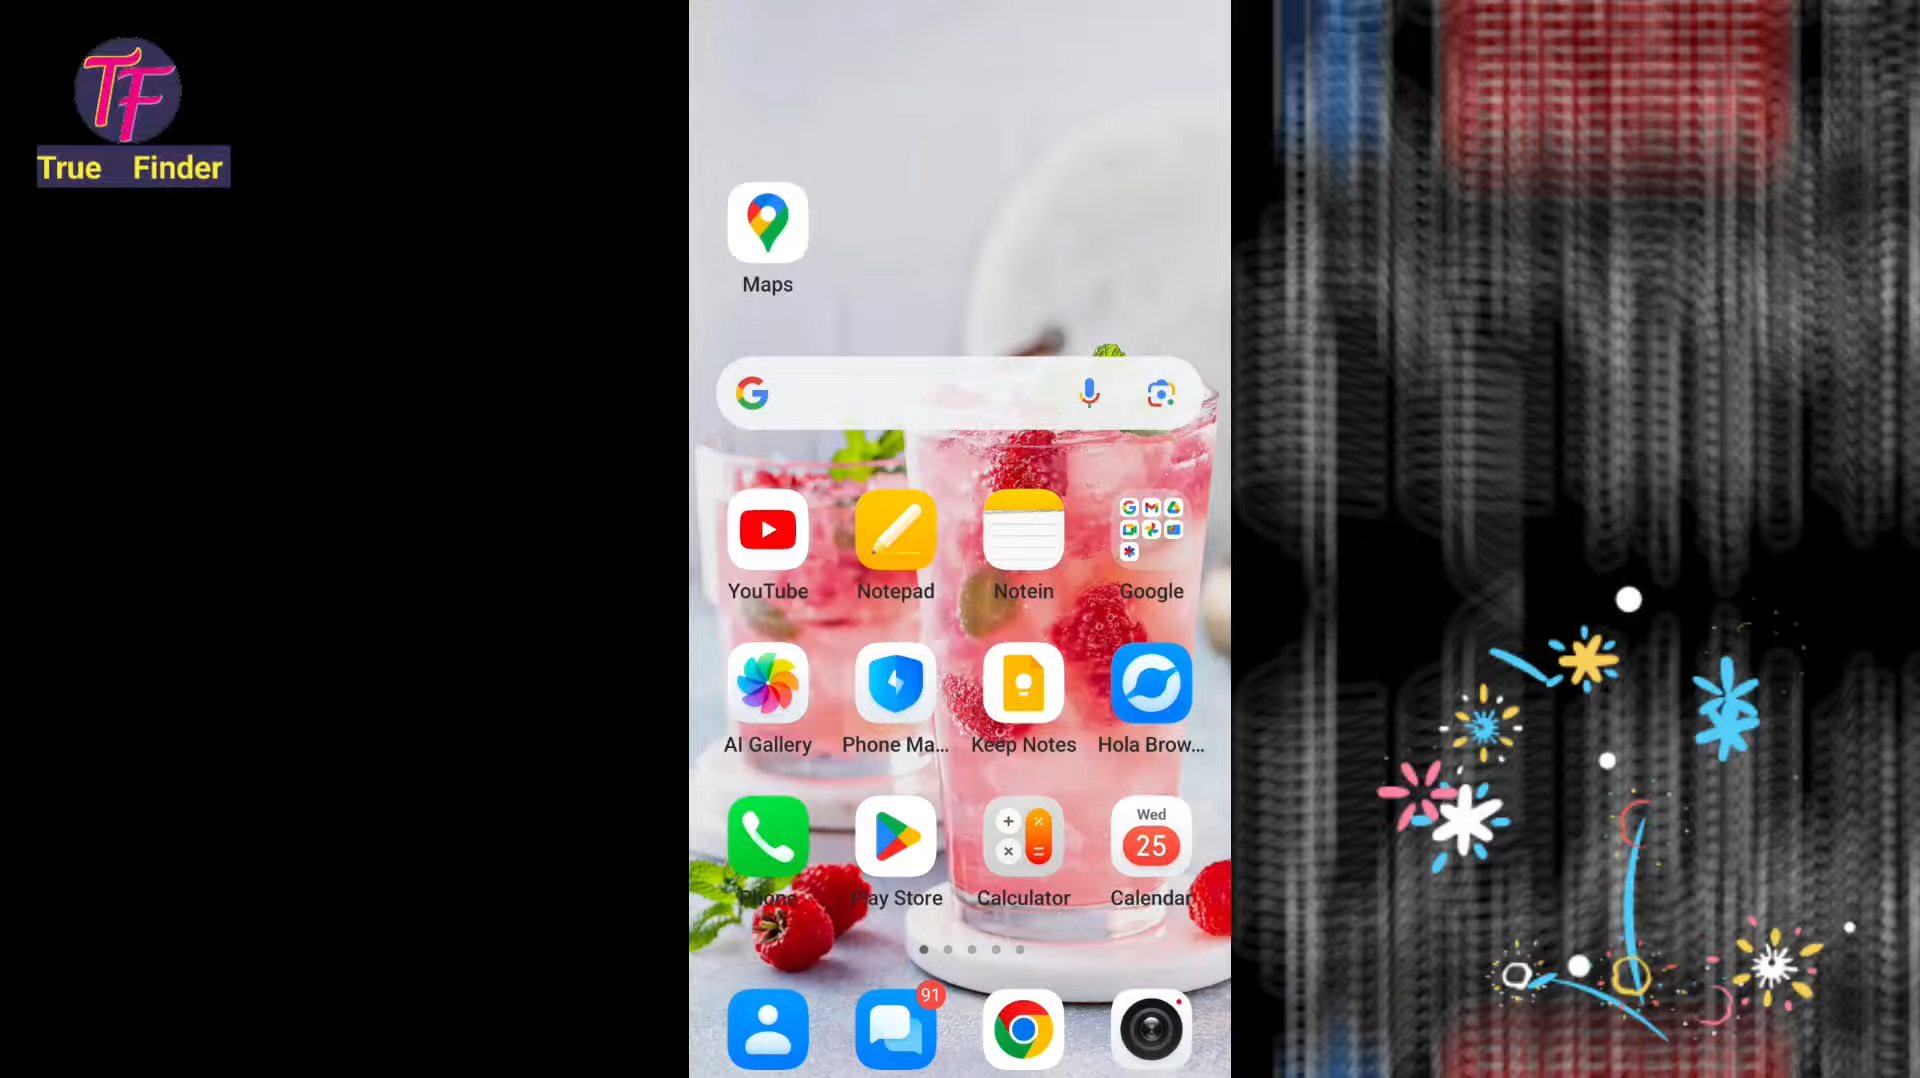 TF
True Finder
Maps
YouTube
Notepad
Notein
Google
AI Gallery
Phone Ma...
Keep Notes
Hola Brow...
Phone
Play Store
Calculator
Wed
25
Calendar
91